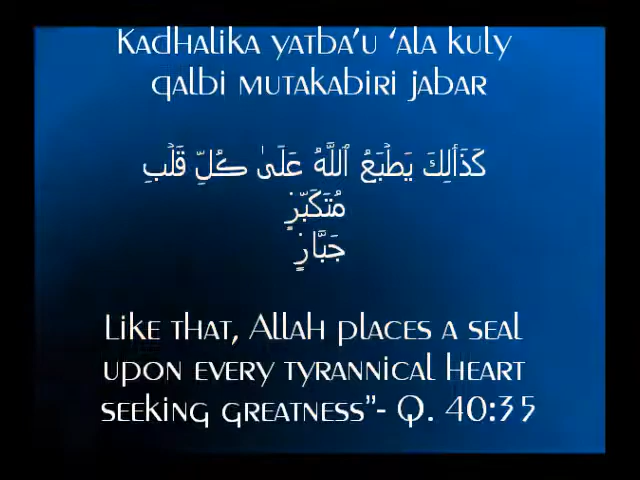 Kadhalika yatba'u 'ala kuly
qalbi mutakabiri jabar
كَذَٰلِكَ يَطْبَعُ ٱللَّهُ عَلَىٰ كُلِّ قَلْبِ
مُتَكَبِّرٍ
جَبَّارٍ
Like that, Allah places a seal
upon every tyrannical heart
seeking greatness"- Q. 40:35